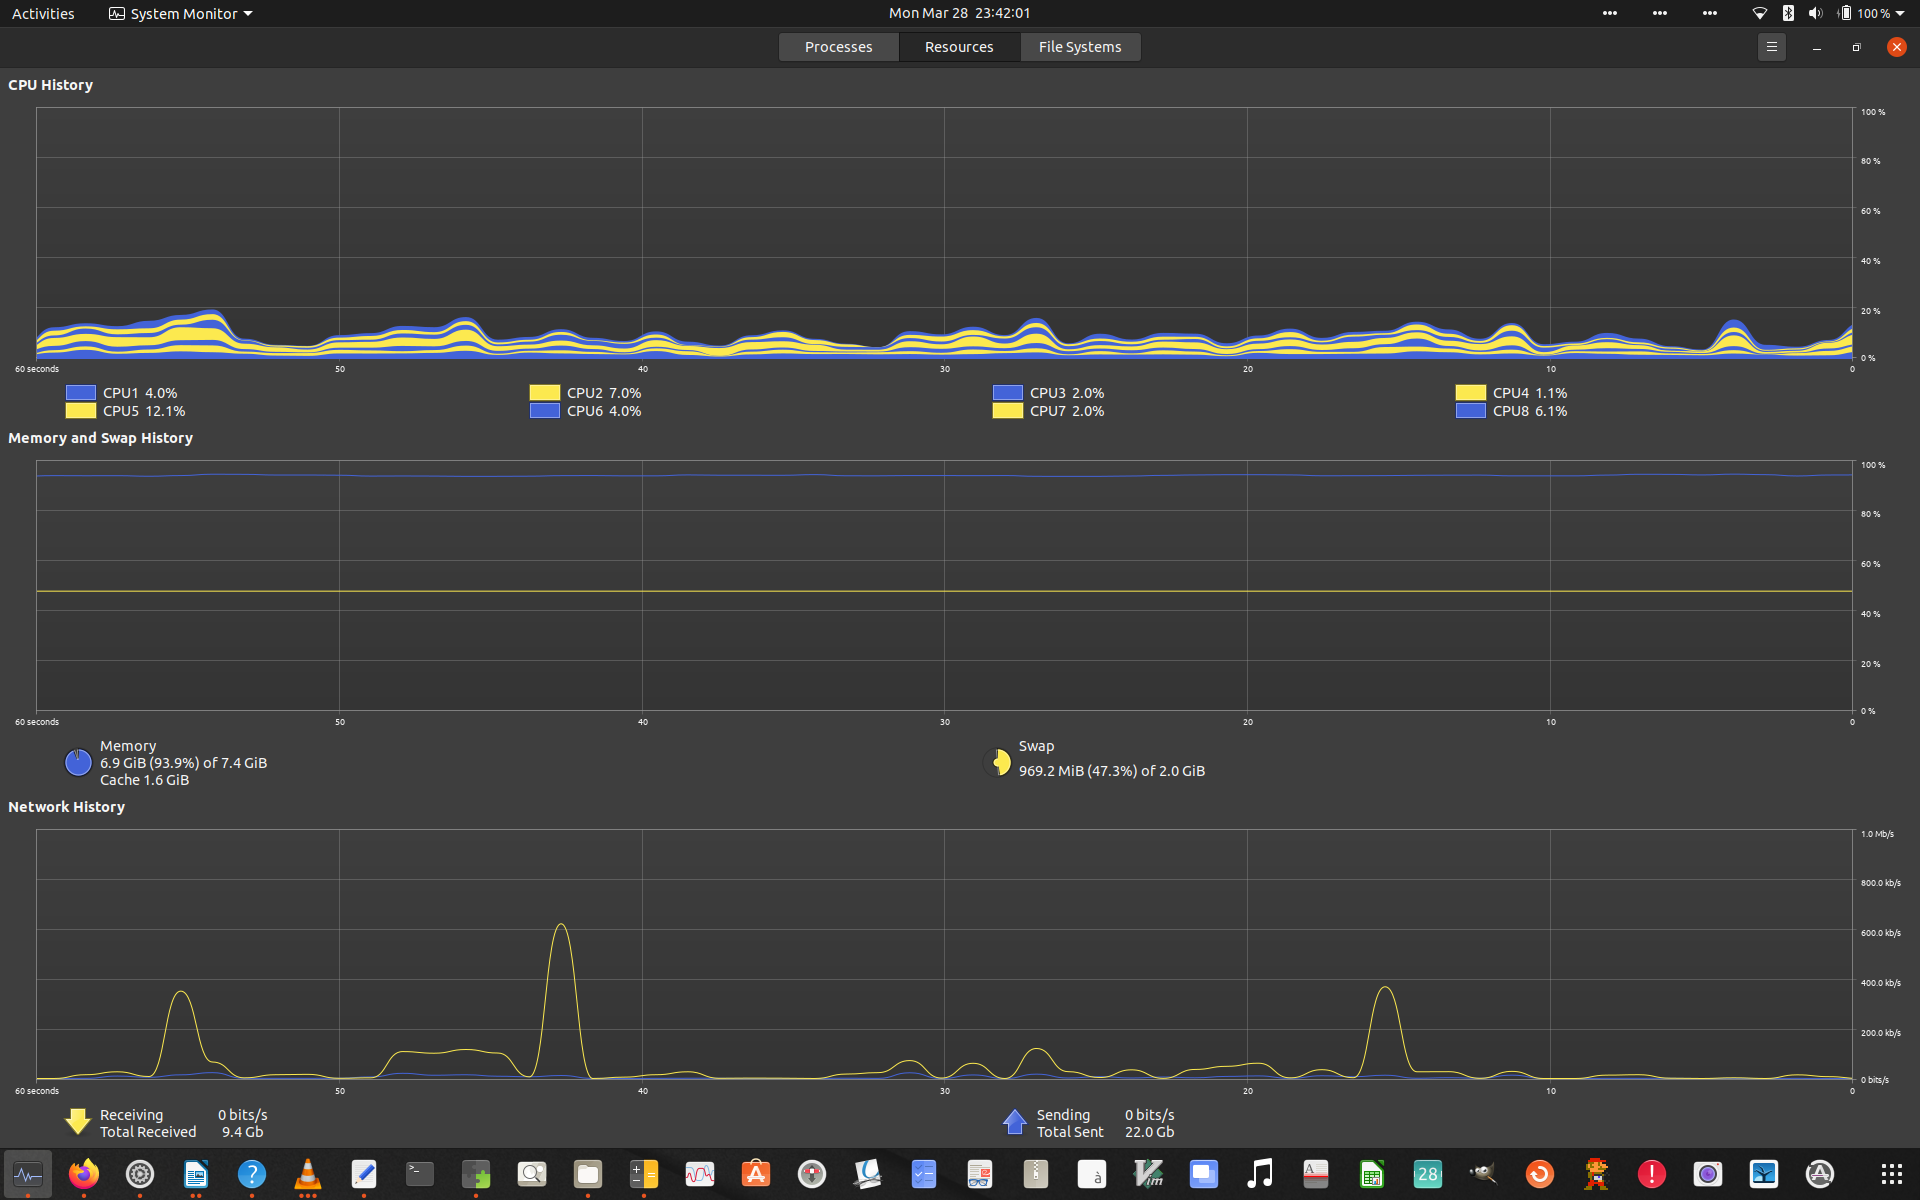 Activities System Monitor Mon Mar 28 23:42:01 100 %
Processes Resources File Systems
CPU History
100 %
80 %
60 %
40 %
20 %
0 %
60 seconds 50 40 30 20 10 0
CPU1 4.0% CPU2 7.0% CPU3 2.0% CPU4 1.1%
CPU5 12.1% CPU6 4.0% CPU7 2.0% CPU8 6.1%
Memory and Swap History
100 %
80 %
60 %
40 %
20 %
0 %
60 seconds 50 40 30 20 10 0
Memory
6.9 GiB (93.9%) of 7.4 GiB
Cache 1.6 GiB
Swap
969.2 MiB (47.3%) of 2.0 GiB
Network History
1.0 Mb/s
800.0 kb/s
600.0 kb/s
400.0 kb/s
200.0 kb/s
0 bits/s
60 seconds 50 40 30 20 10 0
Receiving 0 bits/s
Total Received 9.4 Gb
Sending 0 bits/s
Total Sent 22.0 Gb
? >_ A à Vim A 28 !